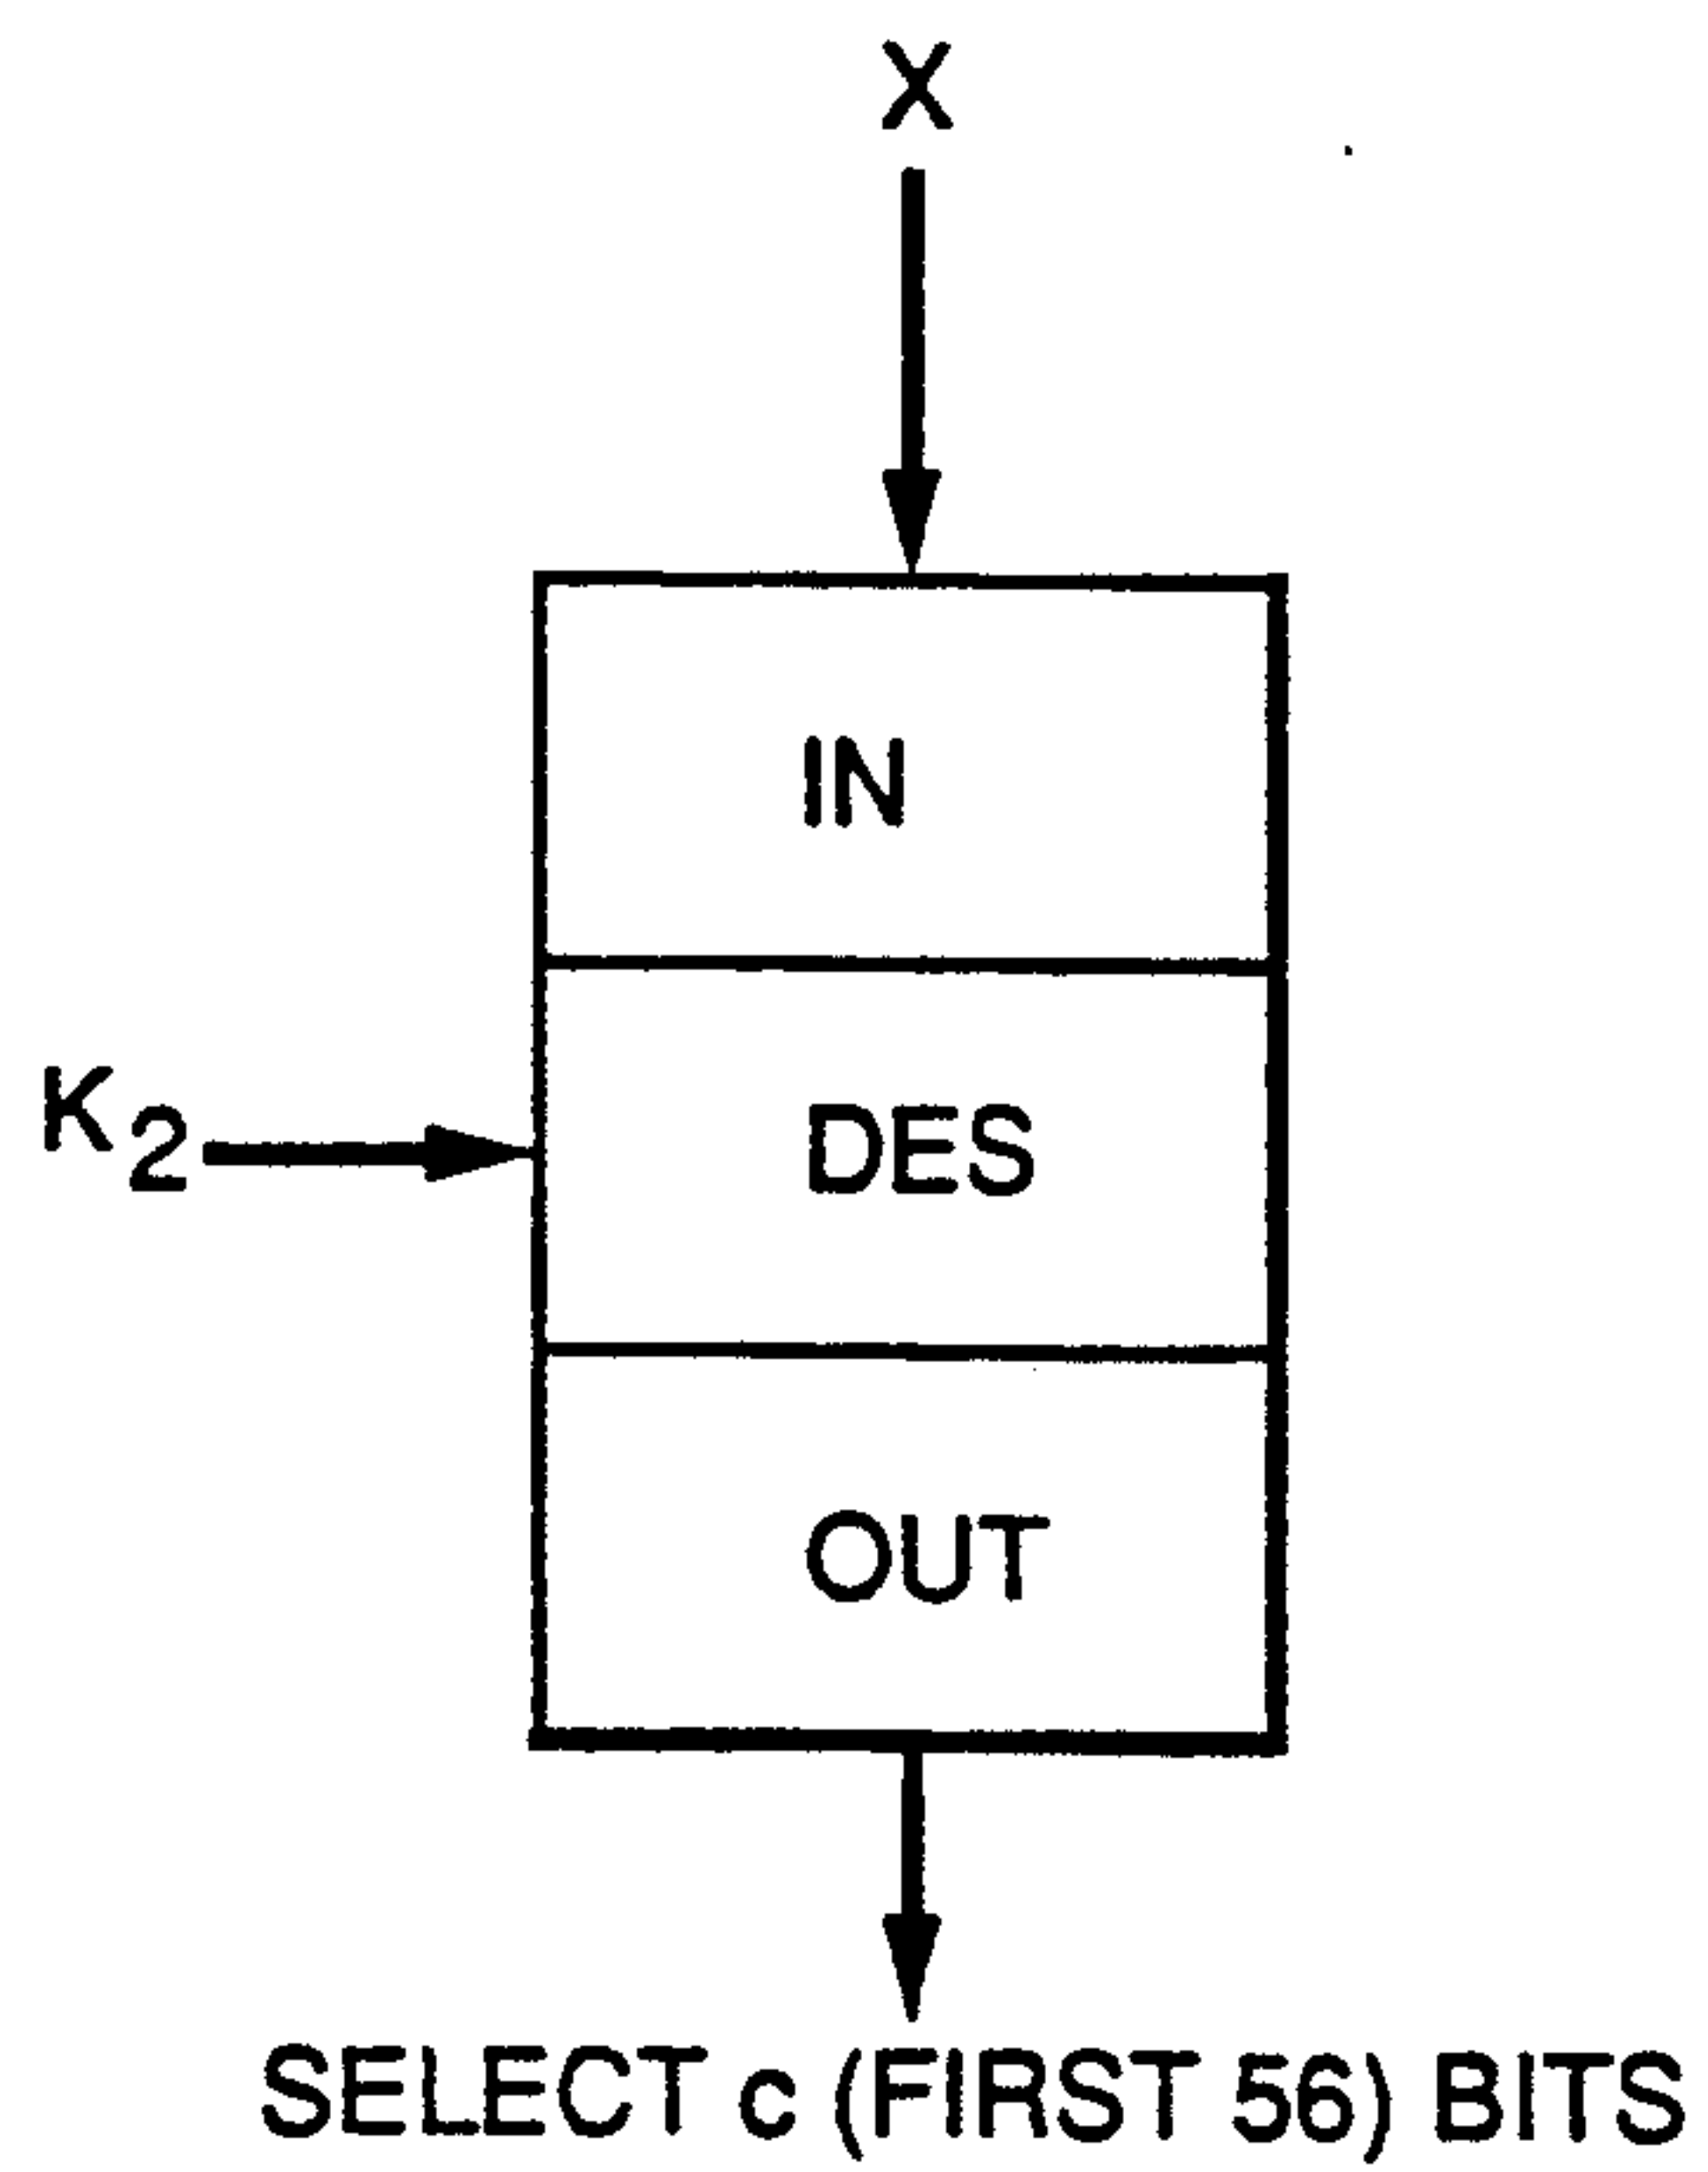 X
IN
K2
DES
OUT
SELECT c (FIRST 56) BITS